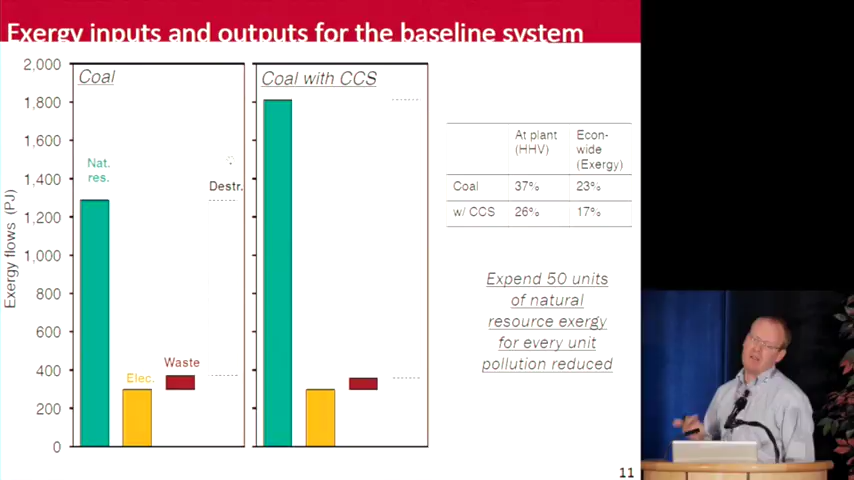 Exergy inputs and outputs for the baseline system
Exergy flows (PJ)
2,000
1,800
1,600
1,400
1,200
1,000
800
600
400
200
0
Coal
Nat.
res.
Elec.
Waste
Destr.
Coal with CCS
At plant
(HHV)
Econ-
wide
(Exergy)
Coal 37% 23%
w/ CCS 26% 17%
Expend 50 units
of natural
resource exergy
for every unit
pollution reduced
11